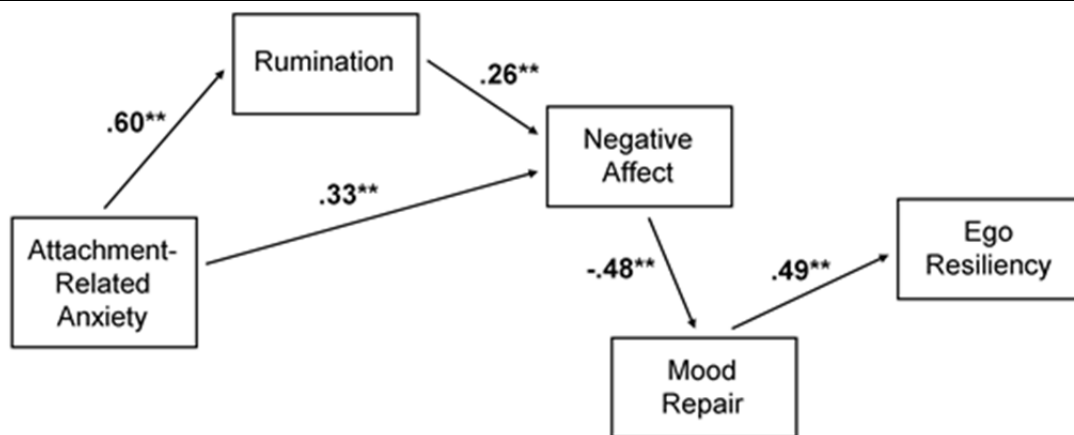 Rumination
.26**
.60**
Negative
Affect
.33**
Attachment-
Related
Anxiety
Ego
Resiliency
-.48**
.49**
Mood
Repair